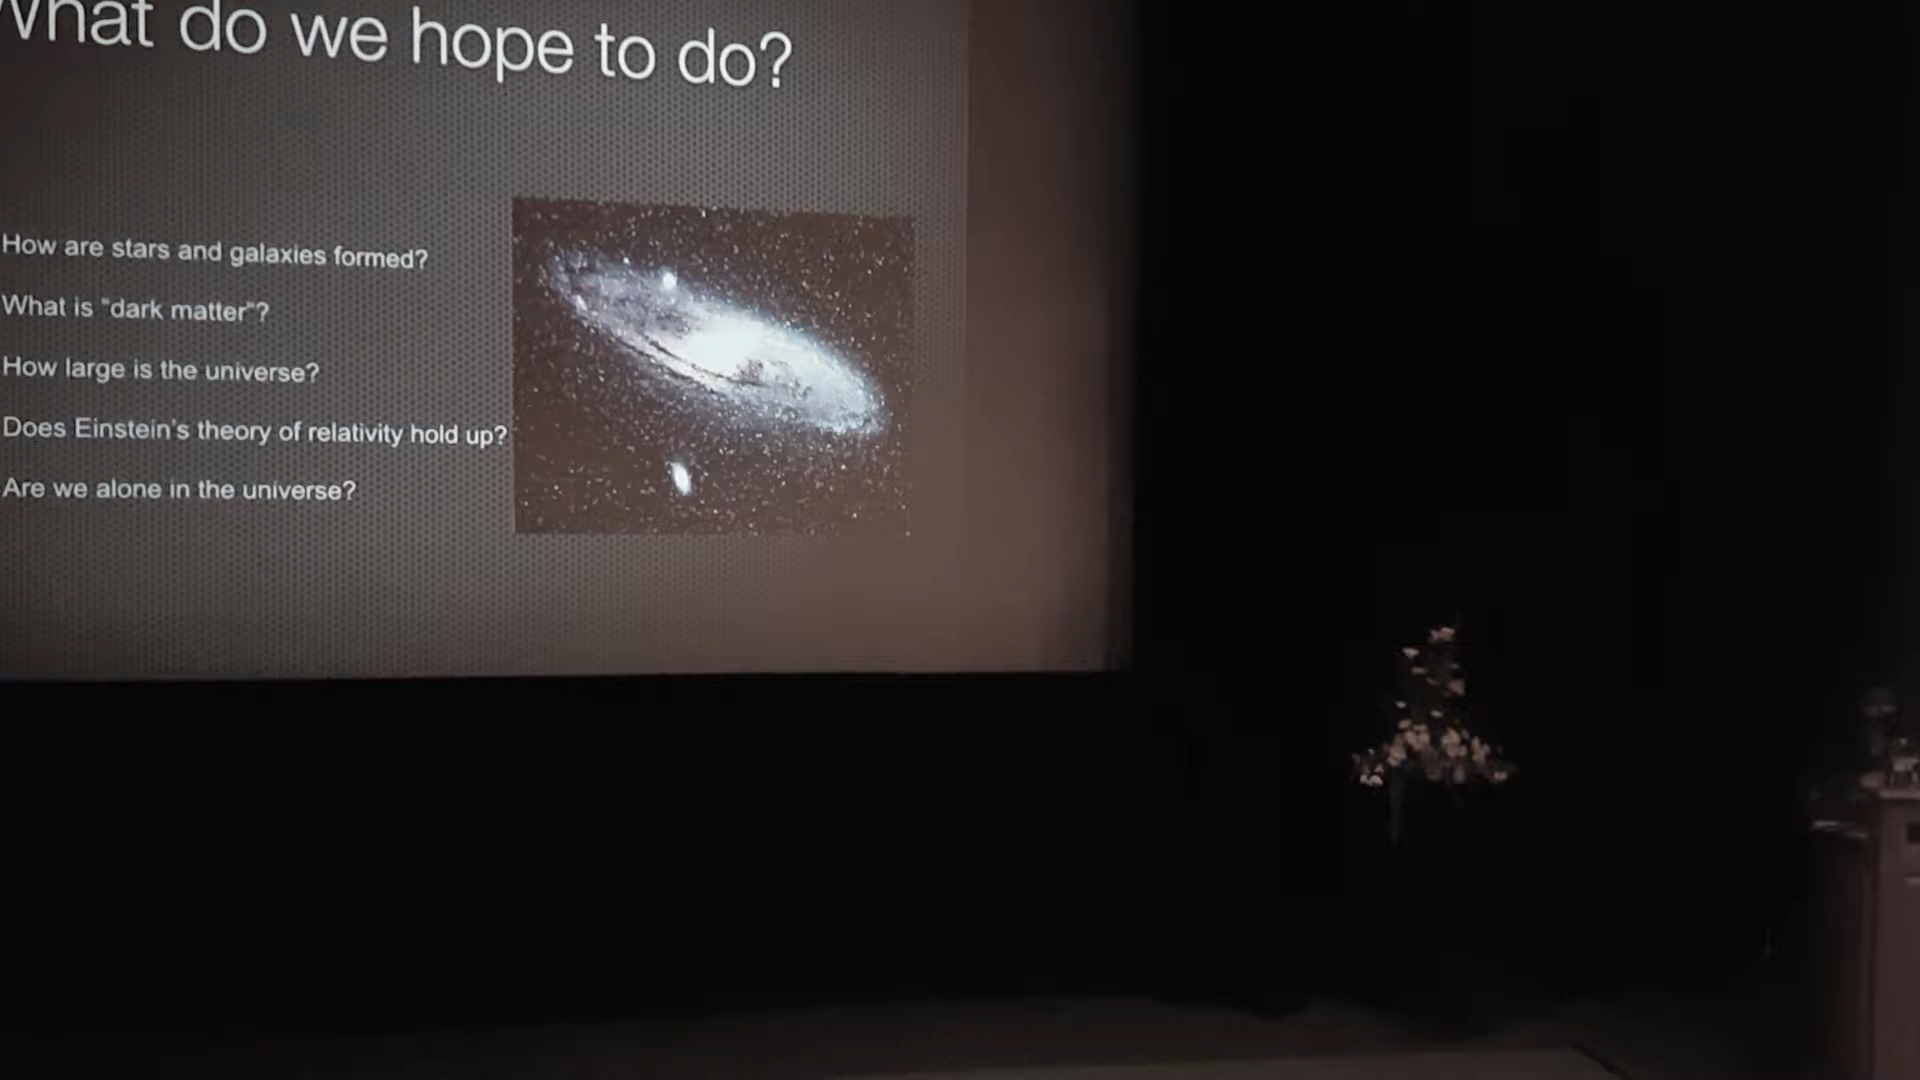 What do we hope to do?
How are stars and galaxies formed?
What is "dark matter"?
How large is the universe?
Does Einstein's theory of relativity hold up?
Are we alone in the universe?